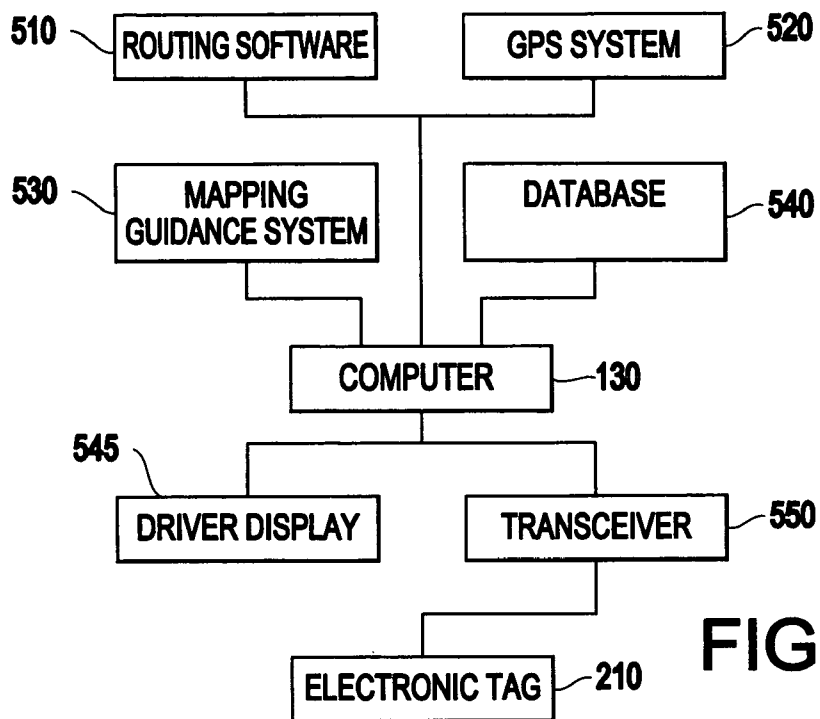 510
ROUTING SOFTWARE
GPS SYSTEM
520
530
MAPPING
GUIDANCE SYSTEM
DATABASE
540
COMPUTER
130
545
DRIVER DISPLAY
TRANSCEIVER
550
FIG
ELECTRONIC TAG
210